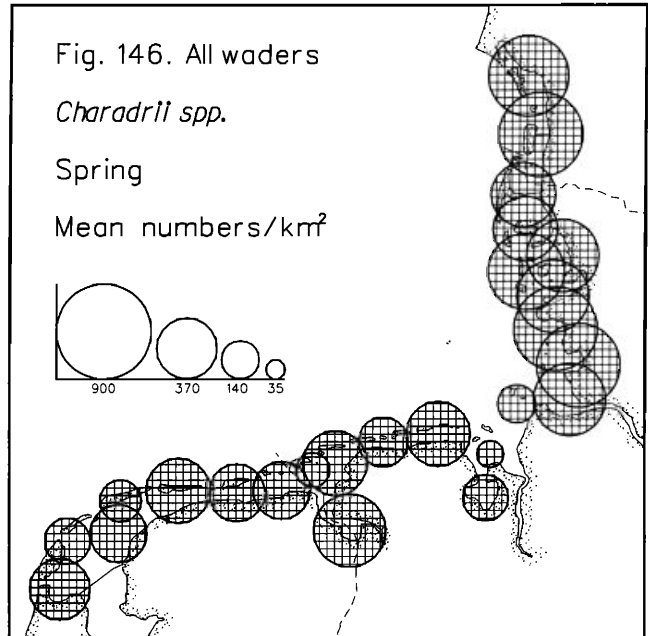 Fig. 146. All waders
Charadrii spp.
Spring
Mean numbers/km²
900 370 140 35